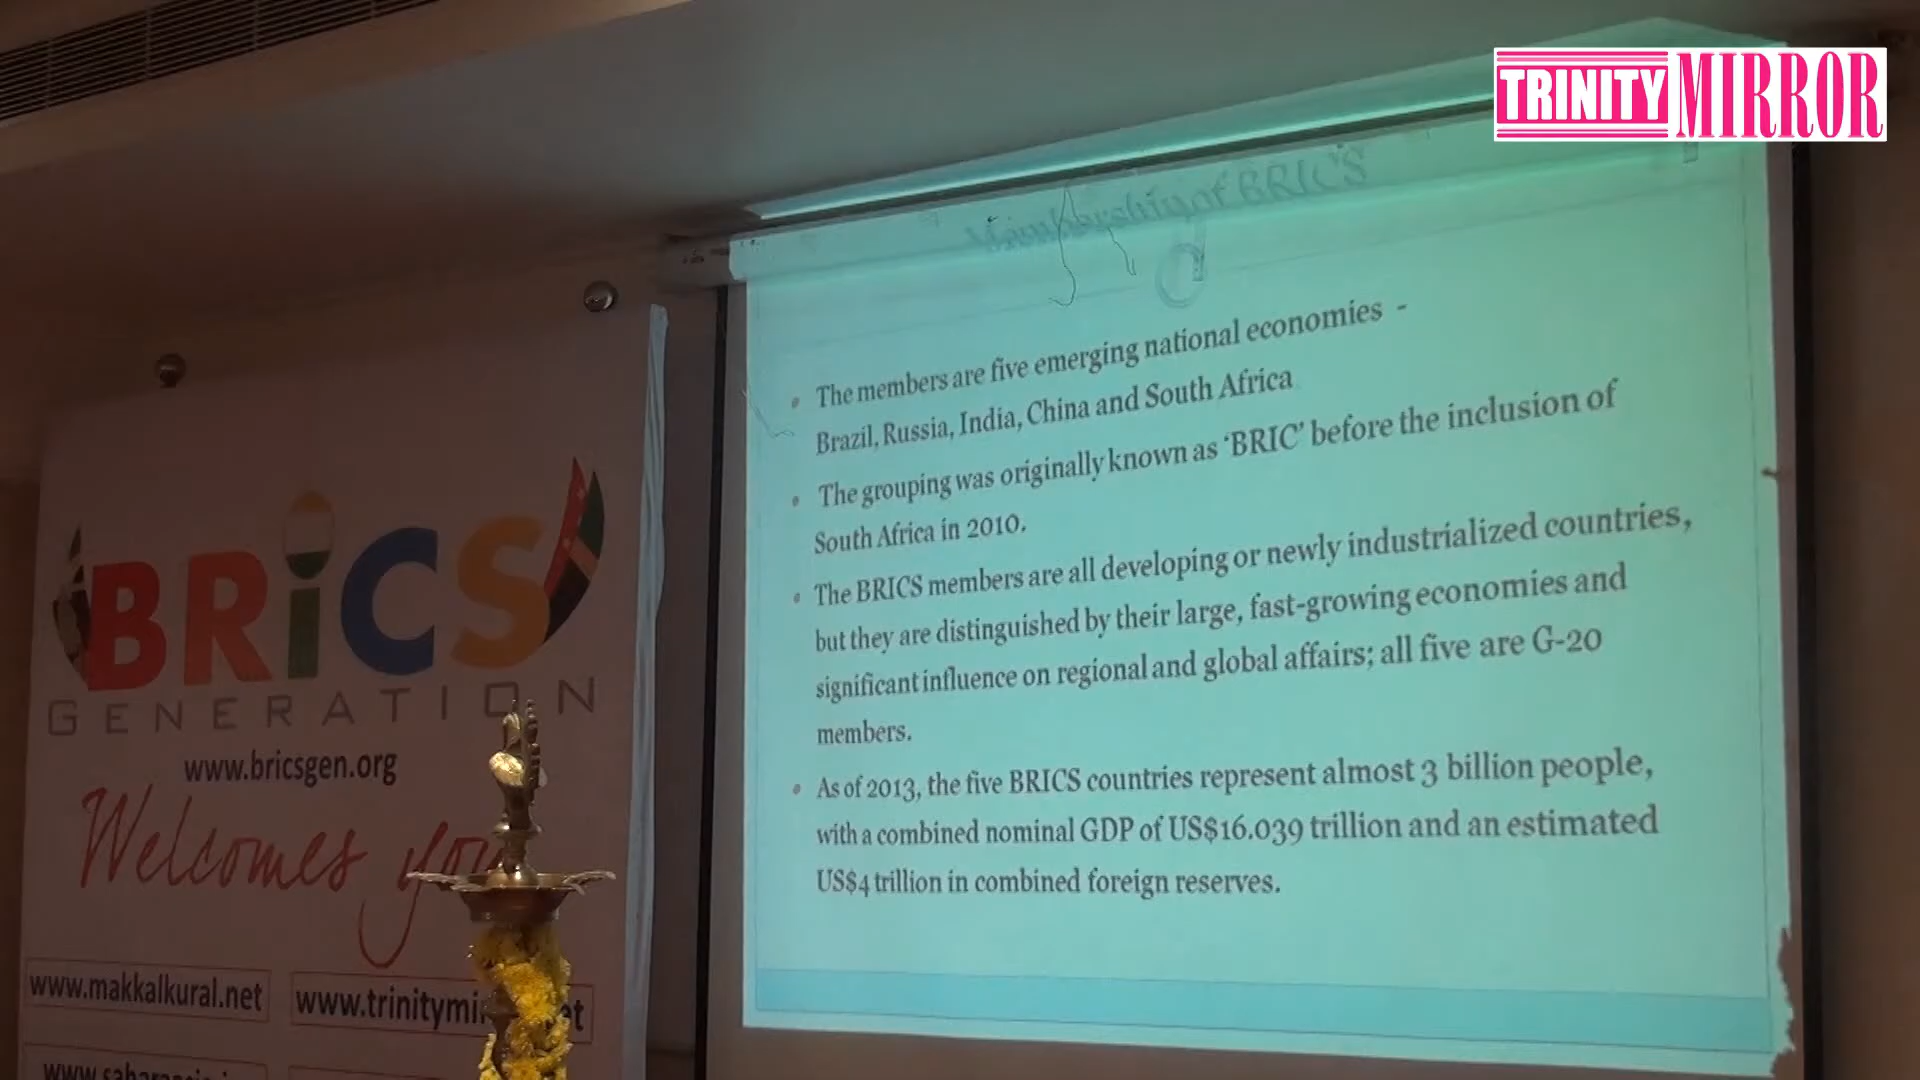 TRINITY MIRROR
Membership of BRICS
The members are five emerging national economies -
Brazil, Russia, India, China and South Africa
The grouping was originally known as ‘BRIC’ before the inclusion of
South Africa in 2010.
The BRICS members are all developing or newly industrialized countries,
but they are distinguished by their large, fast-growing economies and
significant influence on regional and global affairs; all five are G-20
members.
As of 2013, the five BRICS countries represent almost 3 billion people,
with a combined nominal GDP of US$16.039 trillion and an estimated
US$4 trillion in combined foreign reserves.
BRiCS
GENERATION
www.bricsgen.org
Welcomes you
www.makkalkural.net